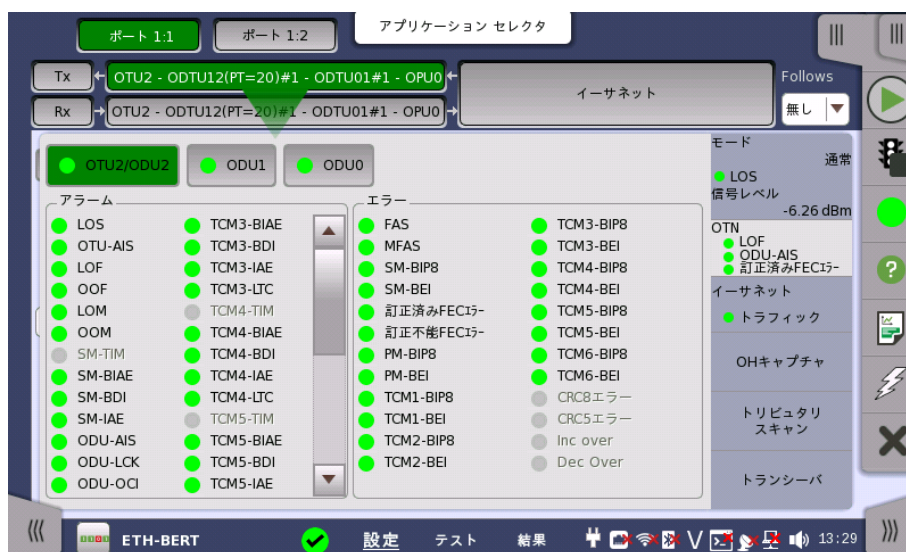 アプリケーション セレクタ
ポート 1:1
ポート 1:2
Tx
OTU2 - ODTU12(PT=20)#1 - ODTU01#1 - OPU0
イーサネット
Follows
Rx
OTU2 - ODTU12(PT=20)#1 - ODTU01#1 - OPU0
無し
OTU2/ODU2
ODU1
ODU0
アラーム
LOS
OTU-AIS
LOF
OOF
LOM
OOM
SM-TIM
SM-BIAE
SM-BDI
SM-IAE
ODU-AIS
ODU-LCK
ODU-OCI
TCM3-BIAE
TCM3-BDI
TCM3-IAE
TCM3-LTC
TCM4-TIM
TCM4-BIAE
TCM4-BDI
TCM4-IAE
TCM4-LTC
TCM5-TIM
TCM5-BIAE
TCM5-BDI
TCM5-IAE
エラー
FAS
MFAS
SM-BIP8
SM-BEI
訂正済みFECエラー
訂正不能FECエラー
PM-BIP8
PM-BEI
TCM1-BIP8
TCM1-BEI
TCM2-BIP8
TCM2-BEI
TCM3-BIP8
TCM3-BEI
TCM4-BIP8
TCM4-BEI
TCM5-BIP8
TCM5-BEI
TCM6-BIP8
TCM6-BEI
CRC8エラー
CRC5エラー
Inc over
Dec Over
モード
通常
LOS
信号レベル
-6.26 dBm
OTN
LOF
ODU-AIS
訂正済みFECエラー
イーサネット
トラフィック
OHキャプチャ
トリビュタリ
スキャン
トランシーバ
ETH-BERT
設定
テスト
結果
13:29